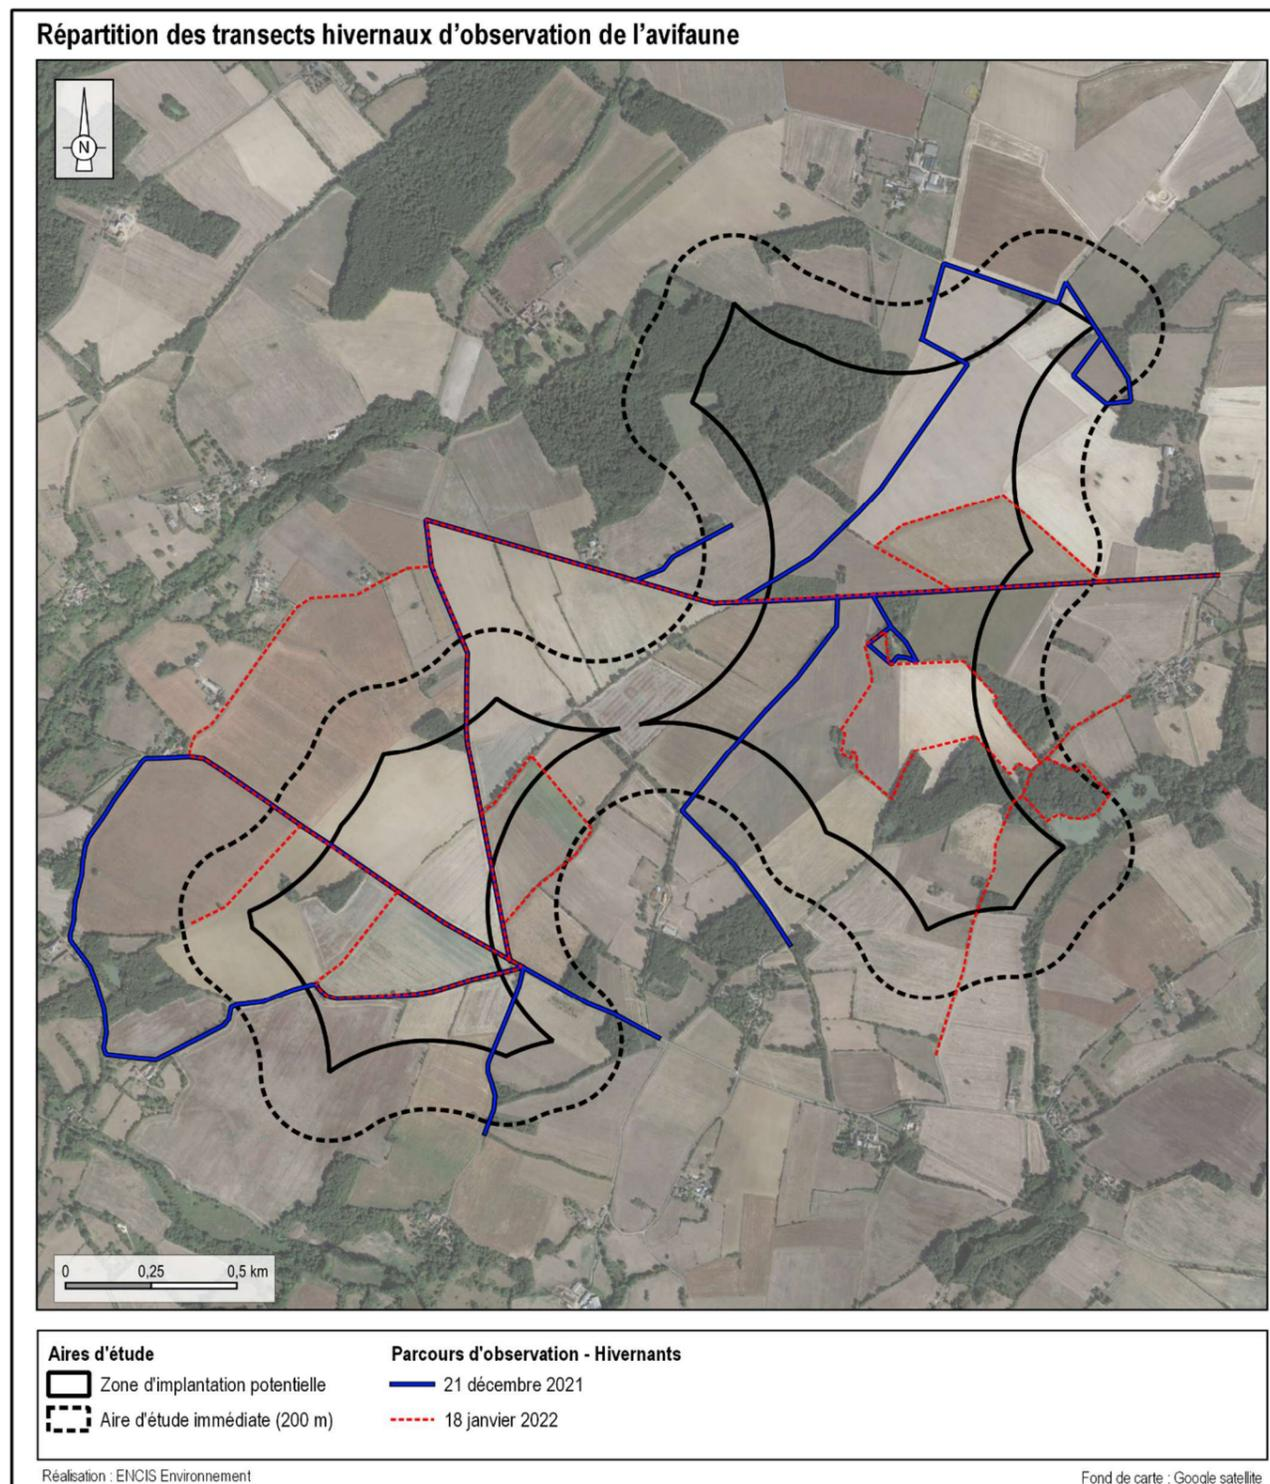 Répartition des transects hivernaux d'observation de l'avifaune
N
0 0,25 0,5 km
Aires d'étude
Zone d'implantation potentielle
Aire d'étude immédiate (200 m)
Parcours d'observation - Hivernants
21 décembre 2021
18 janvier 2022
Réalisation : ENCIS Environnement
Fond de carte : Google satellite